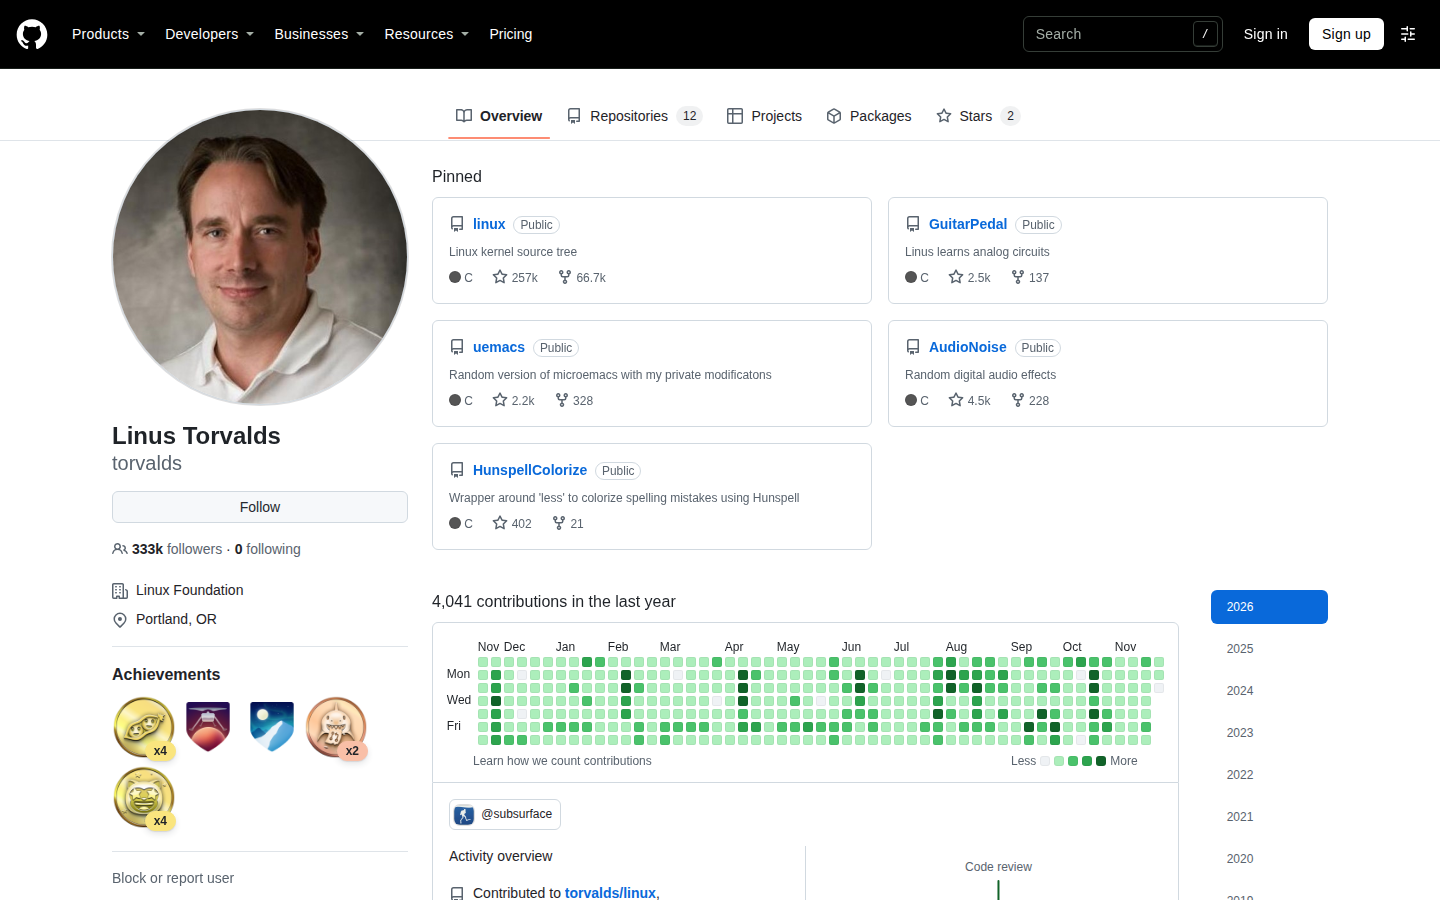 Products
Developers
Businesses
Resources
Pricing
Search
/
Sign in
Sign up
Overview
Repositories 12
Projects
Packages
Stars 2
Linus Torvalds
torvalds
Follow
333k followers · 0 following
Linux Foundation
Portland, OR
Achievements
x4
x2
x4
Block or report user
Pinned
linux Public
Linux kernel source tree
C 257k 66.7k
GuitarPedal Public
Linus learns analog circuits
C 2.5k 137
uemacs Public
Random version of microemacs with my private modificatons
C 2.2k 328
AudioNoise Public
Random digital audio effects
C 4.5k 228
HunspellColorize Public
Wrapper around 'less' to colorize spelling mistakes using Hunspell
C 402 21
4,041 contributions in the last year
Nov Dec Jan Feb Mar Apr May Jun Jul Aug Sep Oct Nov
Mon
Wed
Fri
Learn how we count contributions
Less More
@subsurface
Activity overview
Contributed to torvalds/linux,
Code review
2026
2025
2024
2023
2022
2021
2020
2019